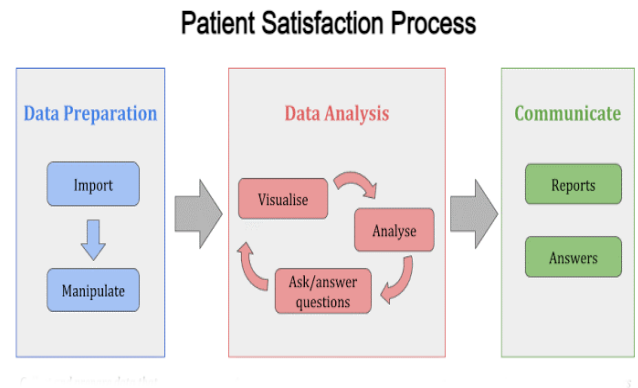 Patient Satisfaction Process
Data Preparation
Import
Manipulate
Data Analysis
Visualise
Analyse
Ask/answer
questions
Communicate
Reports
Answers